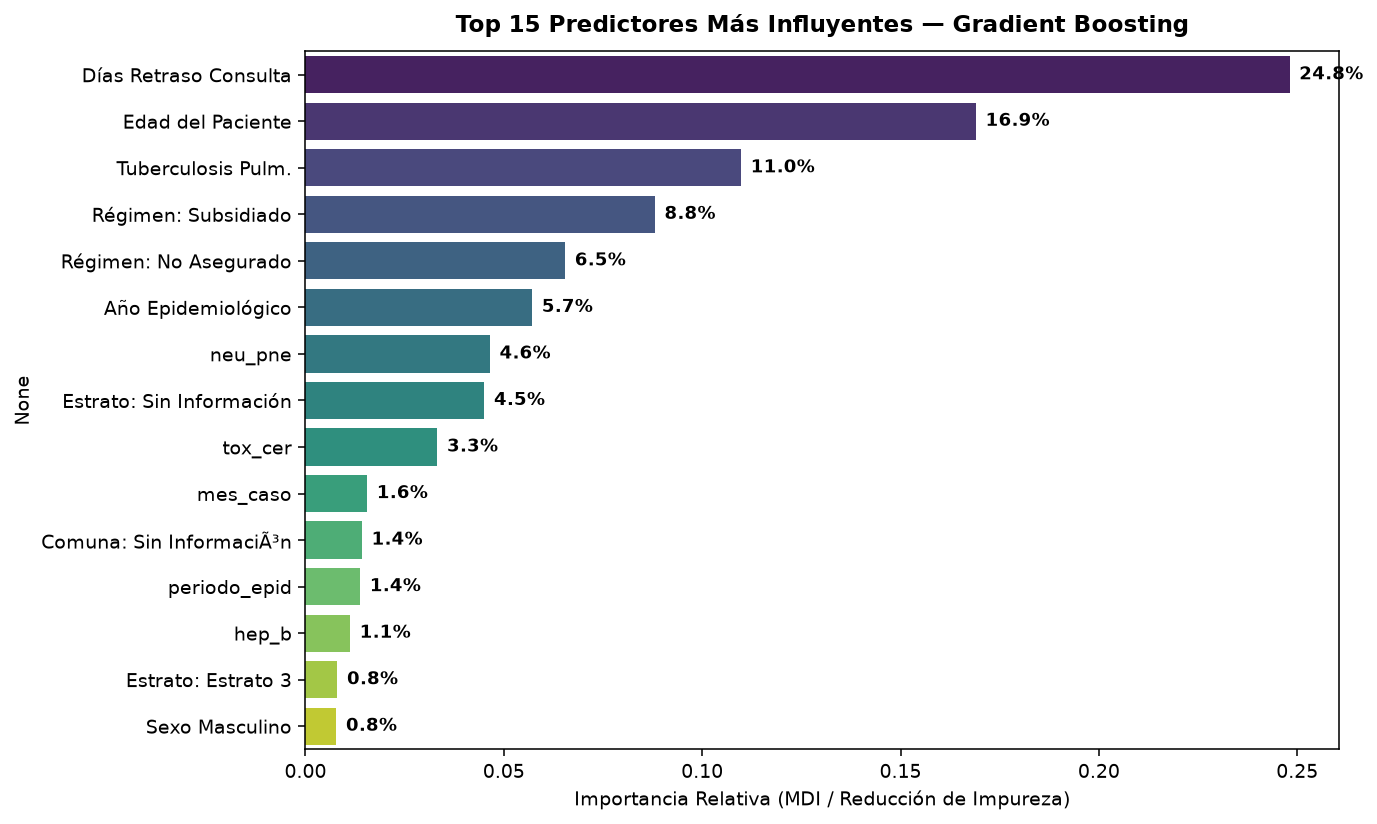 Top 15 Predictores Más Influyentes — Gradient Boosting
None
Días Retraso Consulta 24.8%
Edad del Paciente 16.9%
Tuberculosis Pulm. 11.0%
Régimen: Subsidiado 8.8%
Régimen: No Asegurado 6.5%
Año Epidemiológico 5.7%
neu_pne 4.6%
Estrato: Sin Información 4.5%
tox_cer 3.3%
mes_caso 1.6%
Comuna: Sin InformaciÃ³n 1.4%
periodo_epid 1.4%
hep_b 1.1%
Estrato: Estrato 3 0.8%
Sexo Masculino 0.8%
0.00 0.05 0.10 0.15 0.20 0.25
Importancia Relativa (MDI / Reducción de Impureza)